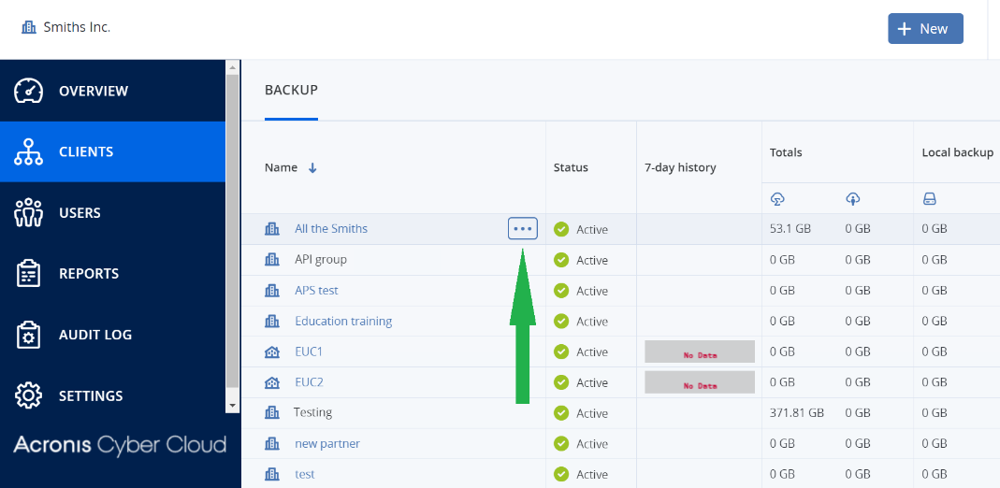 Smiths Inc.
New
OVERVIEW
CLIENTS
USERS
REPORTS
AUDIT LOG
SETTINGS
Acronis Cyber Cloud
BACKUP
Name Status 7-day history Totals Local backup
All the Smiths Active 53.1 GB 0 GB 0 GB
API group Active 0 GB 0 GB 0 GB
APS test Active 0 GB 0 GB 0 GB
Education training Active 0 GB 0 GB 0 GB
EUC1 Active No Data 0 GB 0 GB 0 GB
EUC2 Active No Data 0 GB 0 GB 0 GB
Testing Active 371.81 GB 0 GB 0 GB
new partner Active 0 GB 0 GB 0 GB
test Active 0 GB 0 GB 0 GB